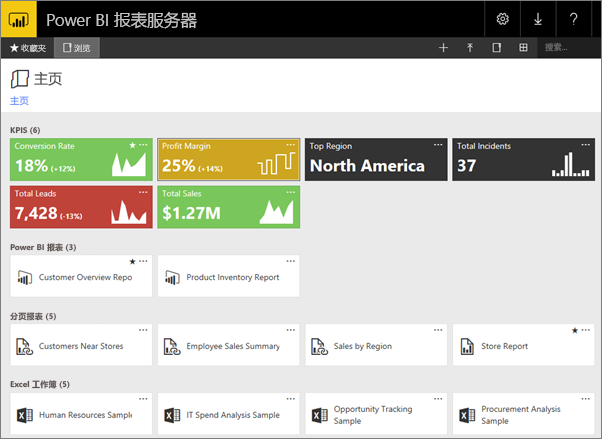 Power BI 报表服务器
?
★ 收藏夹 浏览 搜索...
主页
主页
KPIS (6)
Conversion Rate
18% (+12%)
Profit Margin
25% (+14%)
Top Region
North America
Total Incidents
37
Total Leads
7,428 (-13%)
Total Sales
$1.27M
Power BI 报表 (3)
Customer Overview Repo
Product Inventory Report
分页报表 (5)
Customers Near Stores
Employee Sales Summary
Sales by Region
Store Report
Excel 工作簿 (5)
Human Resources Sample
IT Spend Analysis Sample
Opportunity Tracking
Sample
Procurement Analysis
Sample